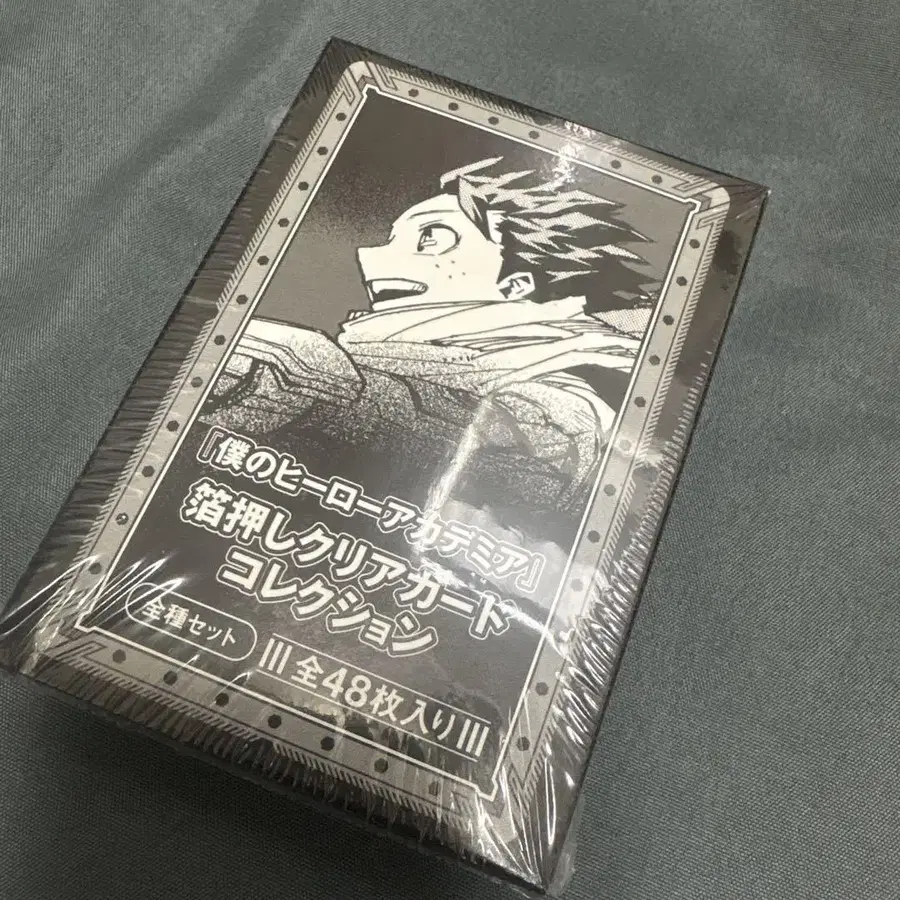 『僕のヒーローアカデミア』
箔押しクリアカード
コレクション
全種セット
全48枚入り